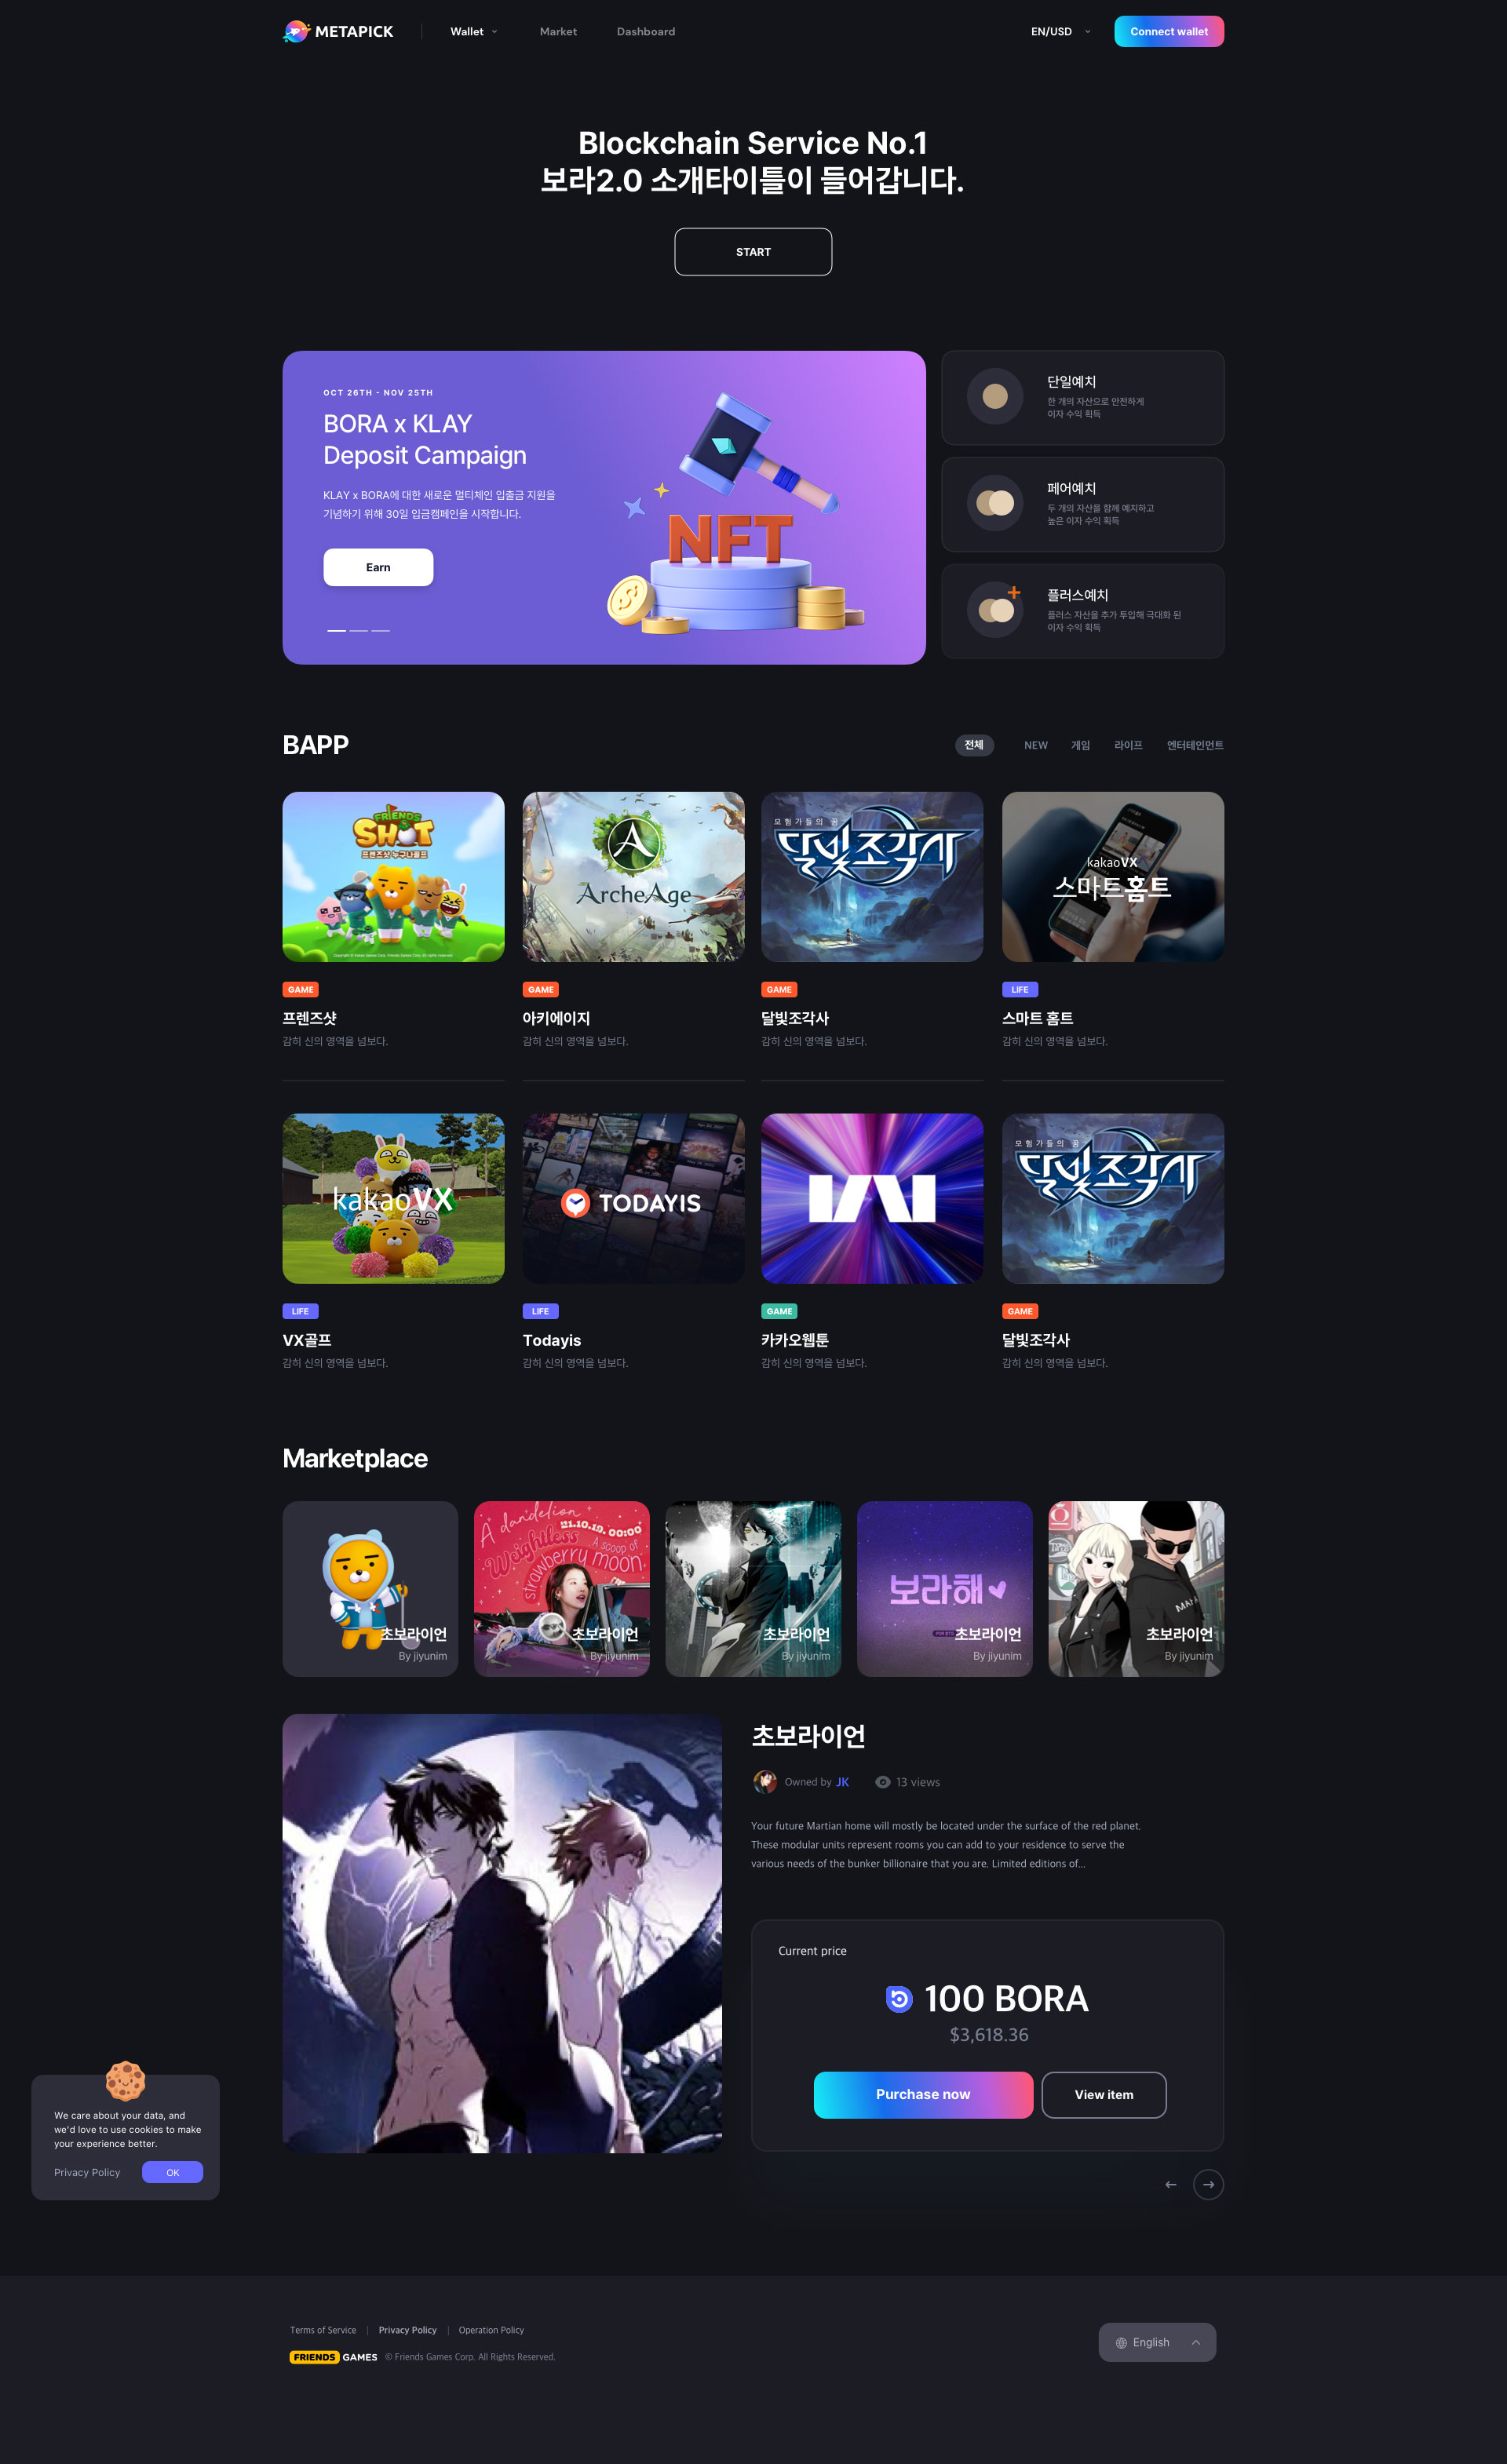 METAPICK
Wallet
Market
Dashboard
EN/USD
Connect wallet
Blockchain Service No.1
보라2.0 소개타이틀이 들어갑니다.
START
OCT 26TH - NOV 25TH
BORA x KLAY
Deposit Campaign
KLAY x BORA에 대한 새로운 멀티체인 입출금 지원을
기념하기 위해 30일 입금캠페인을 시작합니다.
Earn
NFT
단일예치
한 개의 자산으로 안전하게
이자 수익 획득
페어예치
두 개의 자산을 함께 예치하고
높은 이자 수익 획득
플러스예치
플러스 자산을 추가 투입해 극대화 된
이자 수익 획득
BAPP
전체
NEW
게임
라이프
엔터테인먼트
FRIENDS
SHOT
프렌즈샷 누구나골프
ArcheAge
모험가들의 꿈
달빛조각사
kakaoVX
스마트홈트
GAME
프렌즈샷
감히 신의 영역을 넘보다.
GAME
아키에이지
감히 신의 영역을 넘보다.
GAME
달빛조각사
감히 신의 영역을 넘보다.
LIFE
스마트 홈트
감히 신의 영역을 넘보다.
kakaoVX
TODAYIS
모험가들의 꿈
달빛조각사
LIFE
VX골프
감히 신의 영역을 넘보다.
LIFE
Todayis
감히 신의 영역을 넘보다.
GAME
카카오웹툰
감히 신의 영역을 넘보다.
GAME
달빛조각사
감히 신의 영역을 넘보다.
Marketplace
초보라이언
By jiyunim
A dandelion
21.10.19. 00:00
Weightless
A scoop of
strawberry moon
초보라이언
By jiyunim
초보라이언
By jiyunim
보라해
초보라이언
By jiyunim
초보라이언
By jiyunim
초보라이언
Owned by JK
13 views
Your future Martian home will mostly be located under the surface of the red planet.
These modular units represent rooms you can add to your residence to serve the
various needs of the bunker billionaire that you are. Limited editions of...
Current price
100 BORA
$3,618.36
Purchase now
View item
We care about your data, and
we'd love to use cookies to make
your experience better.
Privacy Policy
OK
Terms of Service
Privacy Policy
Operation Policy
English
FRIENDS GAMES © Friends Games Corp. All Rights Reserved.